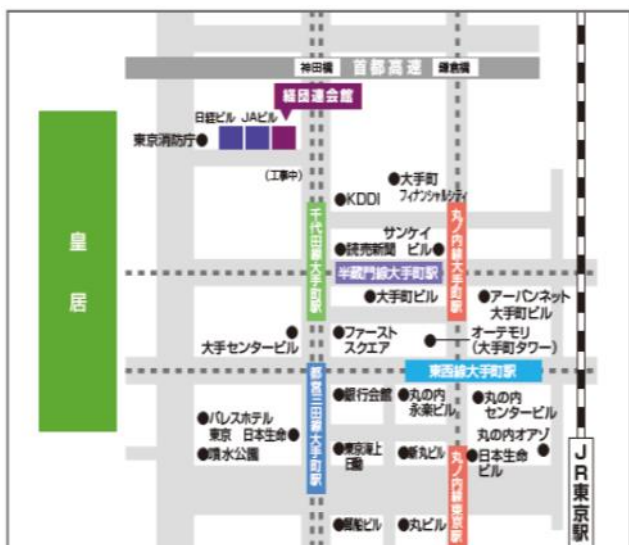 神田橋 首都高速 鎌倉橋
経団連会館
日経ビル JAビル
東京消防庁●
(工事中)
皇居
●KDDI
●大手町
フィナンシャルシティ
千代田線大手町駅
丸ノ内線大手町駅
サンケイ
●読売新聞 ビル●
半蔵門線大手町駅
●大手町ビル
●アーバンネット
大手町ビル
大手センタービル
●ファースト
スクエア
オーテモリ
(大手町タワー)
東西線大手町駅
都営三田線大手町駅
●銀行会館
●丸の内
永楽ビル
●丸の内
センタービル
●パレスホテル
東京 日本生命●
●噴水公園
●東京海上
日動
●新丸ビル
丸ノ内線東京駅
丸の内オアゾ
●日本生命
ビル
●郵船ビル
●丸ビル
JR東京駅